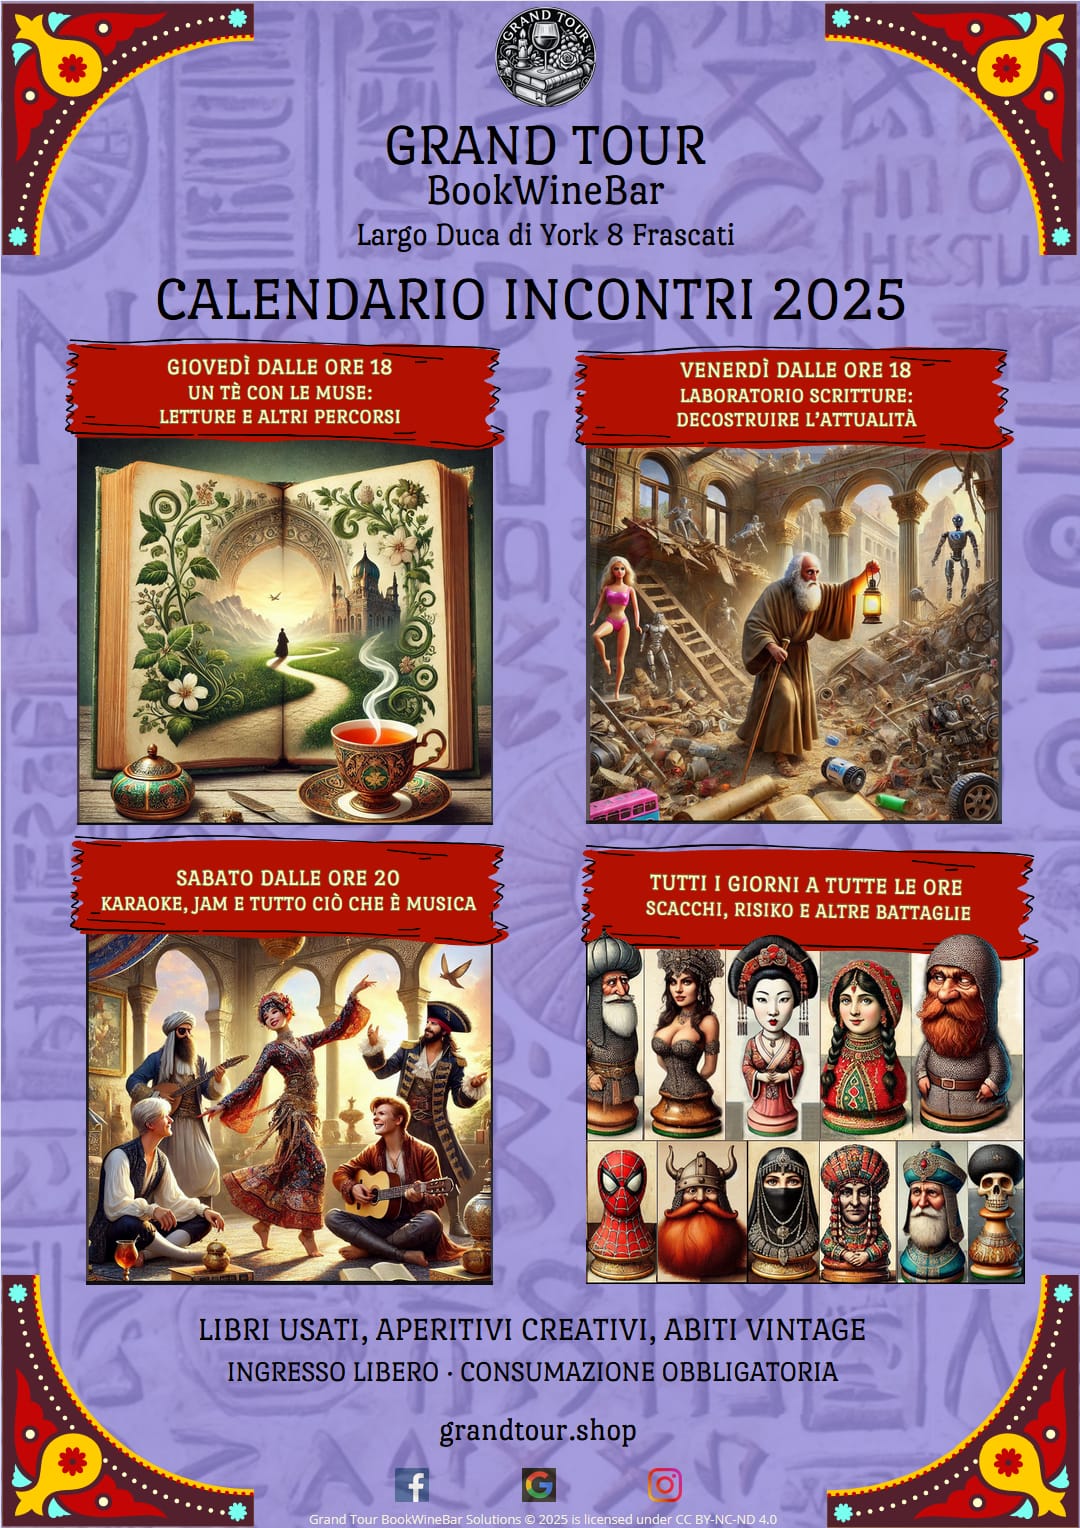 GRAND TOUR
GRAND TOUR
BookWineBar
Largo Duca di York 8 Frascati
CALENDARIO INCONTRI 2025
GIOVEDÌ DALLE ORE 18
UN TÈ CON LE MUSE:
LETTURE E ALTRI PERCORSI
VENERDÌ DALLE ORE 18
LABORATORIO SCRITTURE:
DECOSTRUIRE L’ATTUALITÀ
SABATO DALLE ORE 20
KARAOKE, JAM E TUTTO CIÒ CHE È MUSICA
TUTTI I GIORNI A TUTTE LE ORE
SCACCHI, RISIKO E ALTRE BATTAGLIE
LIBRI USATI, APERITIVI CREATIVI, ABITI VINTAGE
INGRESSO LIBERO · CONSUMAZIONE OBBLIGATORIA
grandtour.shop
Grand Tour BookWineBar Solutions © 2025 is licensed under CC BY-NC-ND 4.0